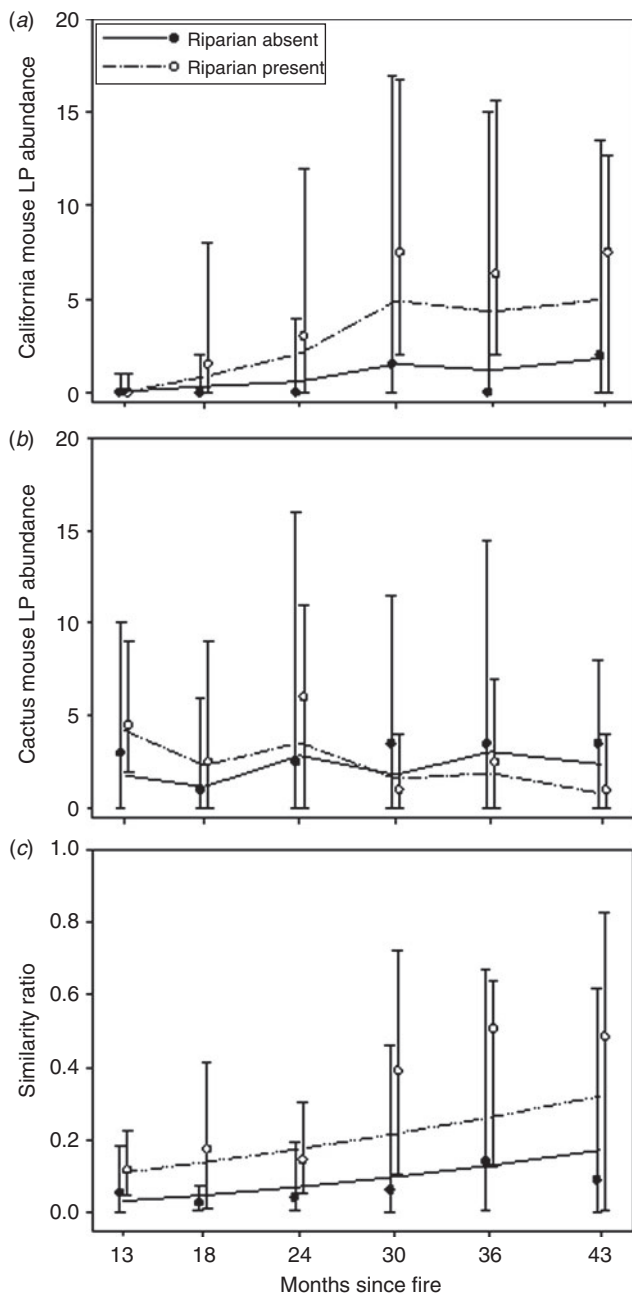 (a)
20
15
10
5
0
California mouse LP abundance
Riparian absent
Riparian present
(b)
20
15
10
5
0
Cactus mouse LP abundance
(c)
1.0
0.8
0.6
0.4
0.2
0.0
Similarity ratio
13 18 24 30 36 43
Months since fire